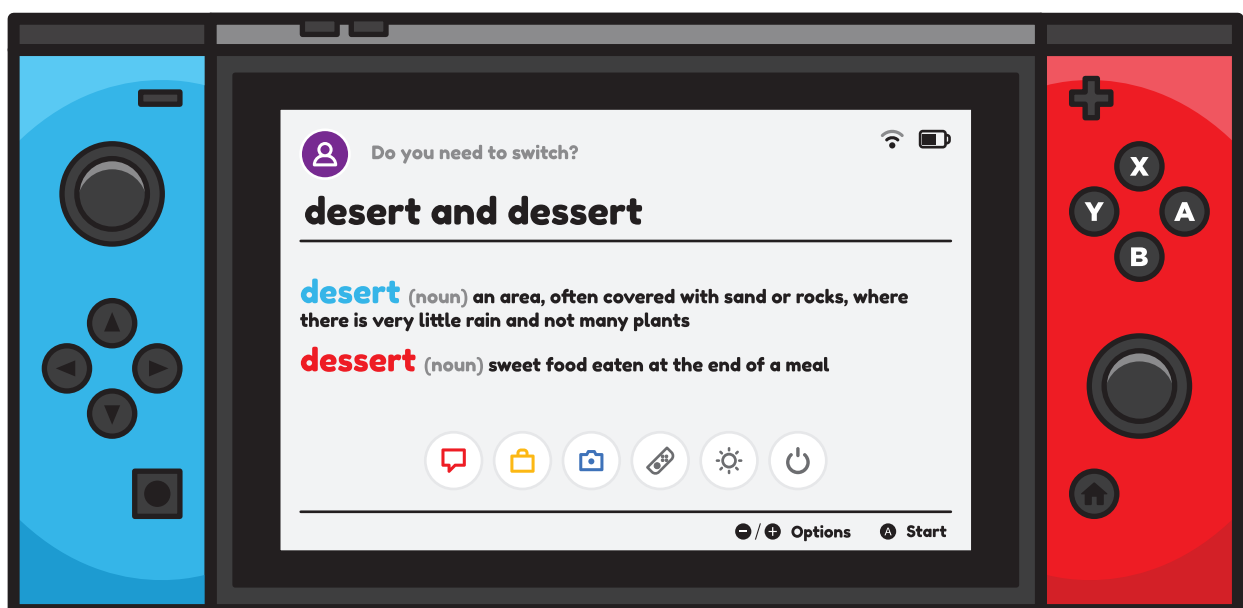 Do you need to switch?
desert and dessert
desert (noun) an area, often covered with sand or rocks, where
there is very little rain and not many plants
dessert (noun) sweet food eaten at the end of a meal
X
Y A
B
-/+ Options A Start